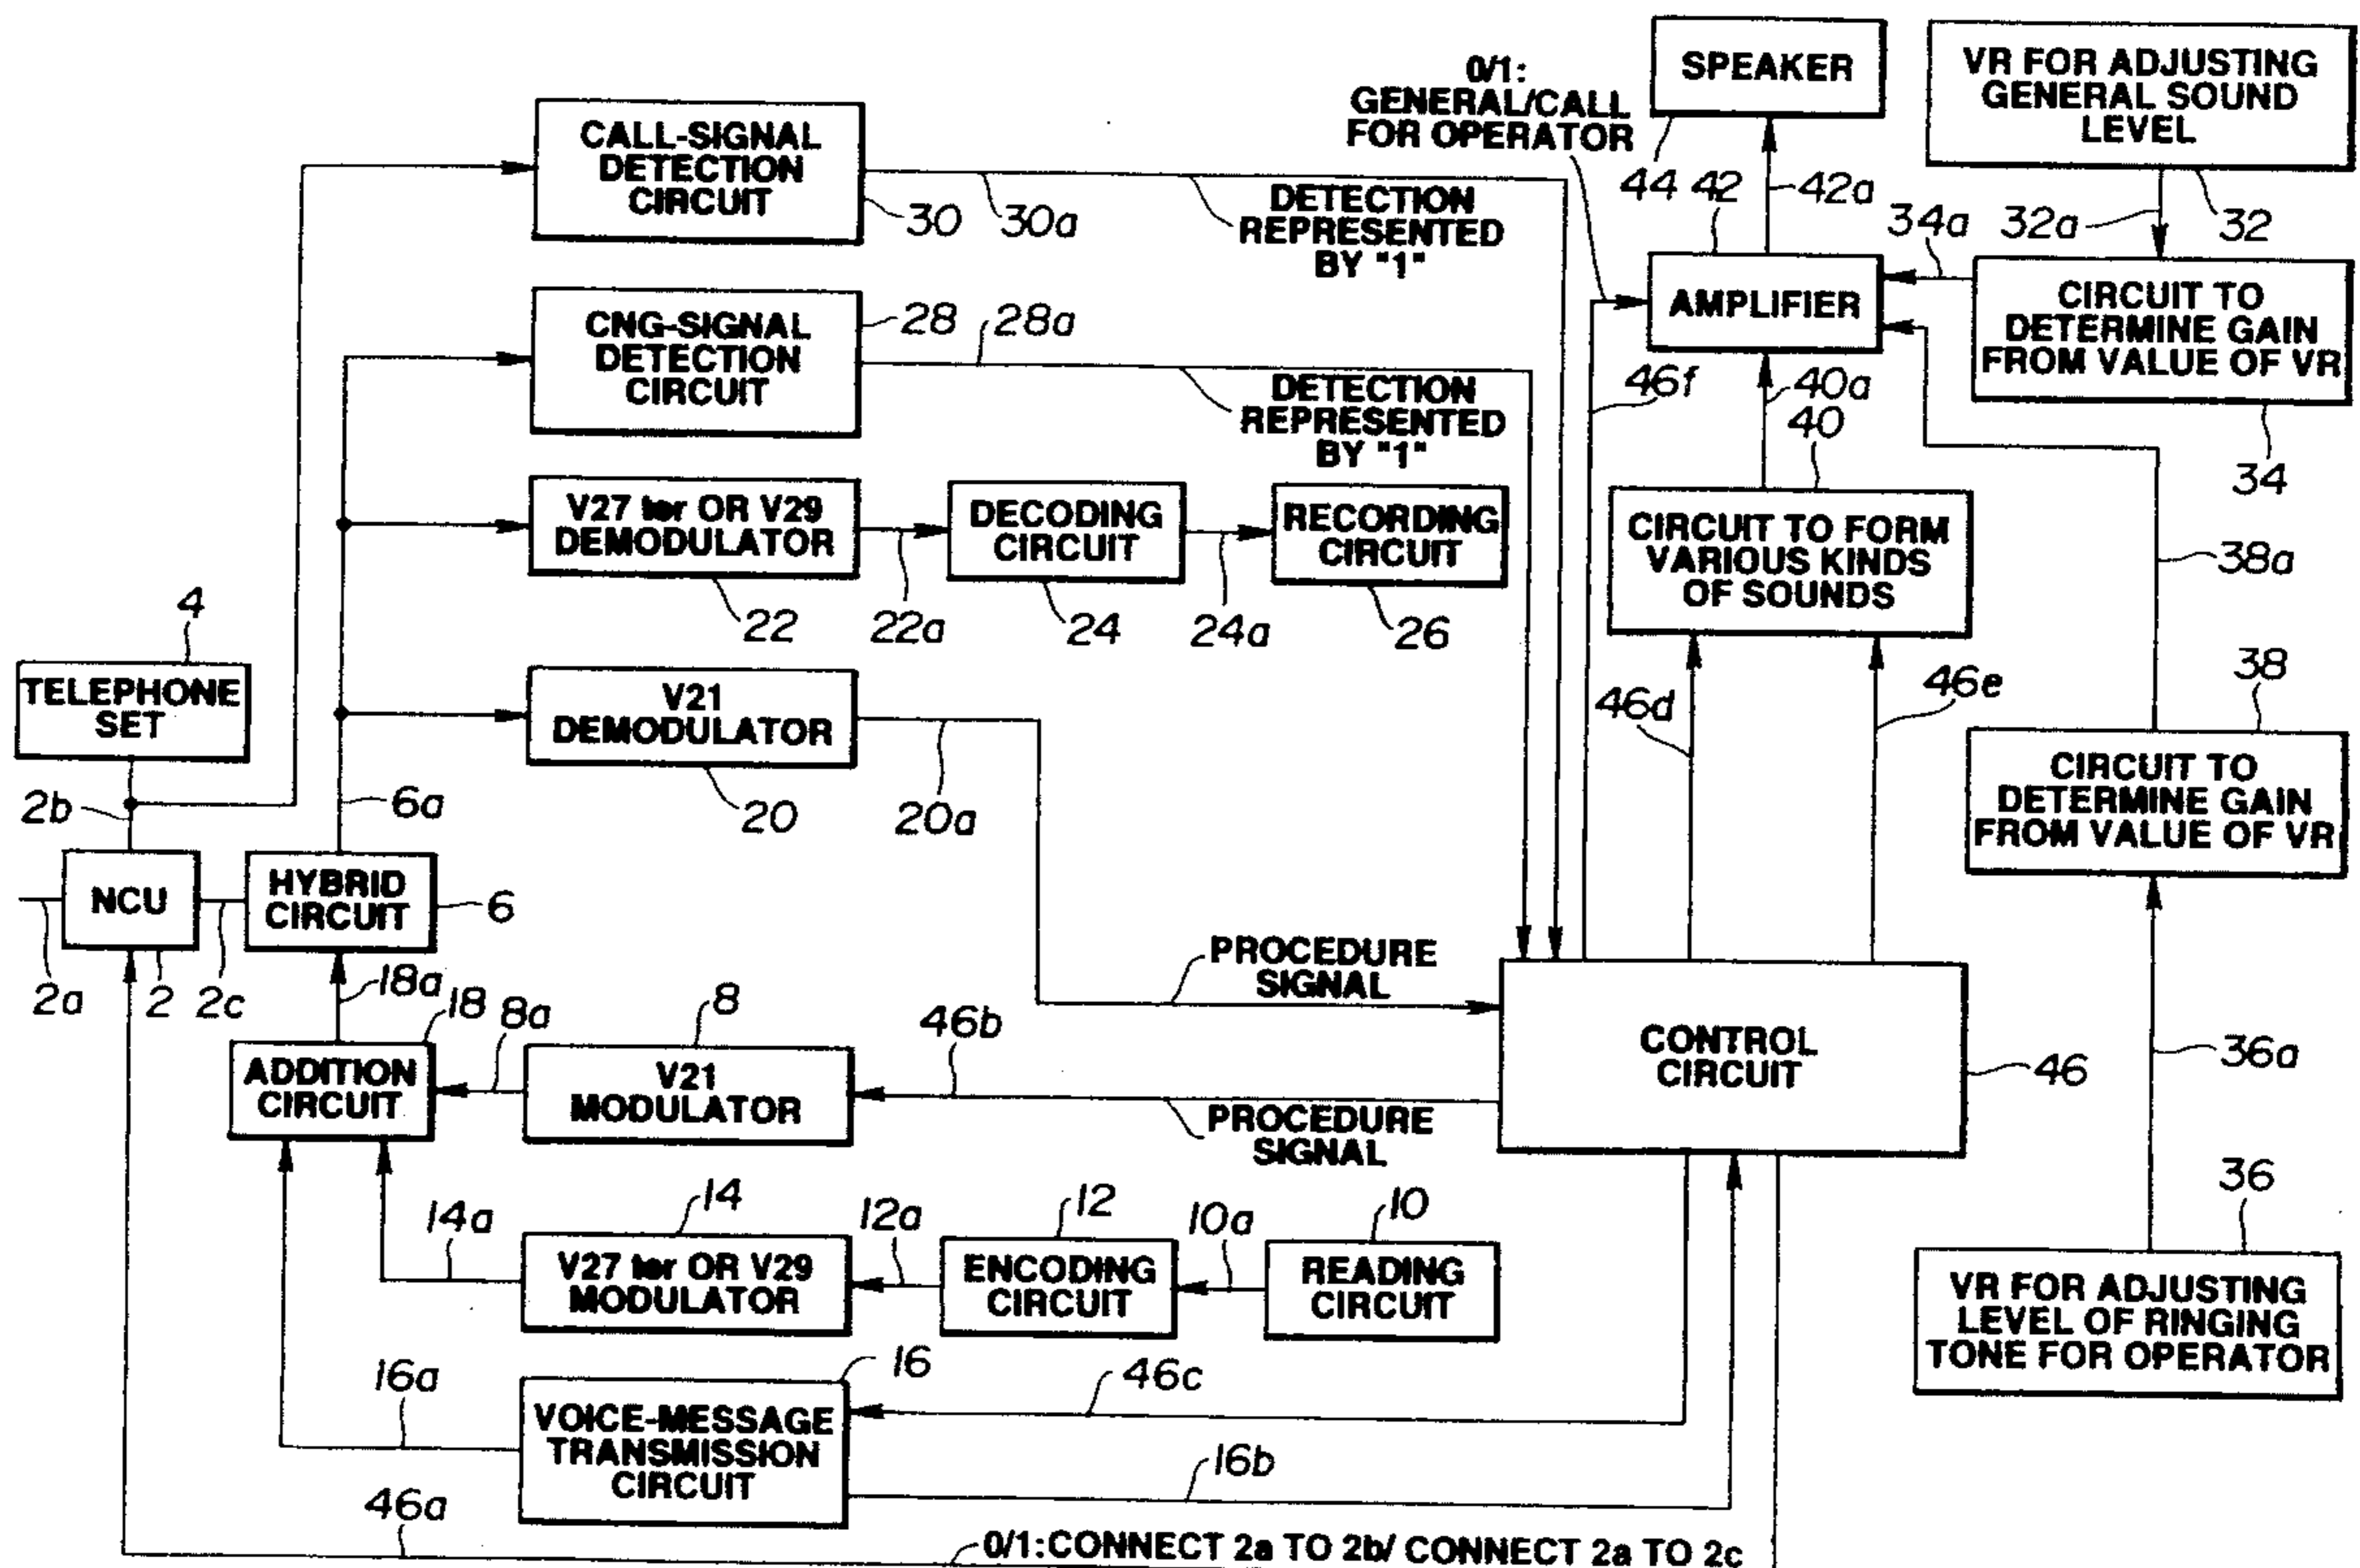 0/1:
GENERAL/CALL
FOR OPERATOR
SPEAKER
44
42
42a
VR FOR ADJUSTING
GENERAL SOUND
LEVEL
32a
32
34a
CALL-SIGNAL
DETECTION
CIRCUIT
30
30a
DETECTION
REPRESENTED
BY "1"
AMPLIFIER
CIRCUIT TO
DETERMINE GAIN
FROM VALUE OF VR
34
CNG-SIGNAL
DETECTION
CIRCUIT
28
28a
DETECTION
REPRESENTED
BY "1"
46f
40a
40
V27 ter OR V29
DEMODULATOR
22
22a
DECODING
CIRCUIT
24
24a
RECORDING
CIRCUIT
26
CIRCUIT TO FORM
VARIOUS KINDS
OF SOUNDS
38a
4
TELEPHONE
SET
2b
6a
V21
DEMODULATOR
20
20a
46d
46e
38
CIRCUIT TO
DETERMINE GAIN
FROM VALUE OF VR
NCU
HYBRID
CIRCUIT
6
2a
2
2c
18a
18
8a
8
PROCEDURE
SIGNAL
46b
CONTROL
CIRCUIT
46
36a
ADDITION
CIRCUIT
V21
MODULATOR
PROCEDURE
SIGNAL
14a
14
12a
12
10a
10
36
V27 ter OR V29
MODULATOR
ENCODING
CIRCUIT
READING
CIRCUIT
VR FOR ADJUSTING
LEVEL OF RINGING
TONE FOR OPERATOR
16a
16
46c
VOICE-MESSAGE
TRANSMISSION
CIRCUIT
16b
46a
0/1:CONNECT 2a TO 2b/ CONNECT 2a TO 2c